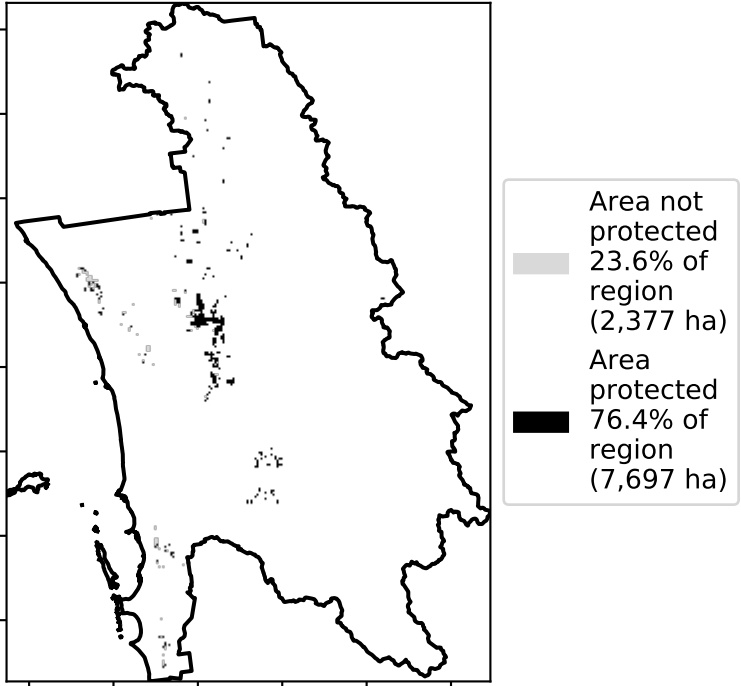 Area not
protected
23.6% of
region
(2,377 ha)
Area
protected
76.4% of
region
(7,697 ha)